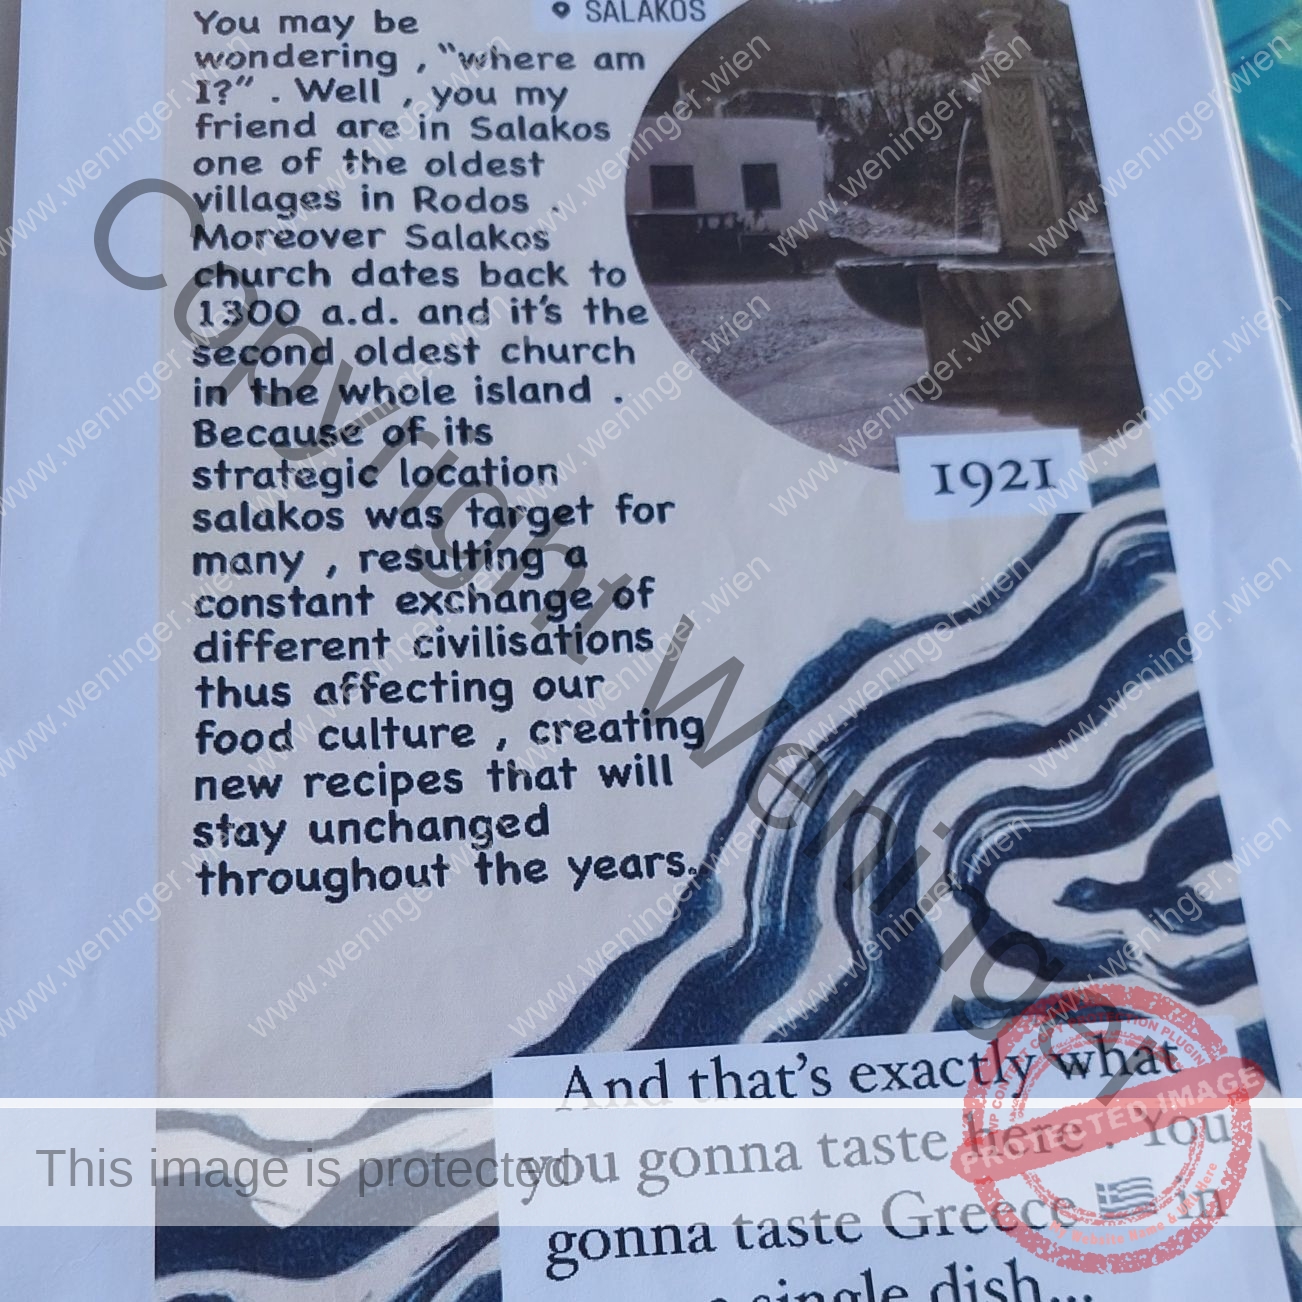 SALAKOS
You may be
wondering , “where am
I?” . Well , you my
friend are in Salakos
one of the oldest
villages in Rodos .
Moreover Salakos
church dates back to
1300 a.d. and it’s the
second oldest church
in the whole island .
Because of its
strategic location
salakos was target for
many , resulting a
constant exchange of
different civilisations
thus affecting our
food culture , creating
new recipes that will
stay unchanged
throughout the years.
1921
And that’s exactly what
you gonna taste here . You
gonna taste Greece 🇬🇷 in
single dish...
Copyright Weninger
www.weninger.wien
This image is protected
PROTECTED IMAGE